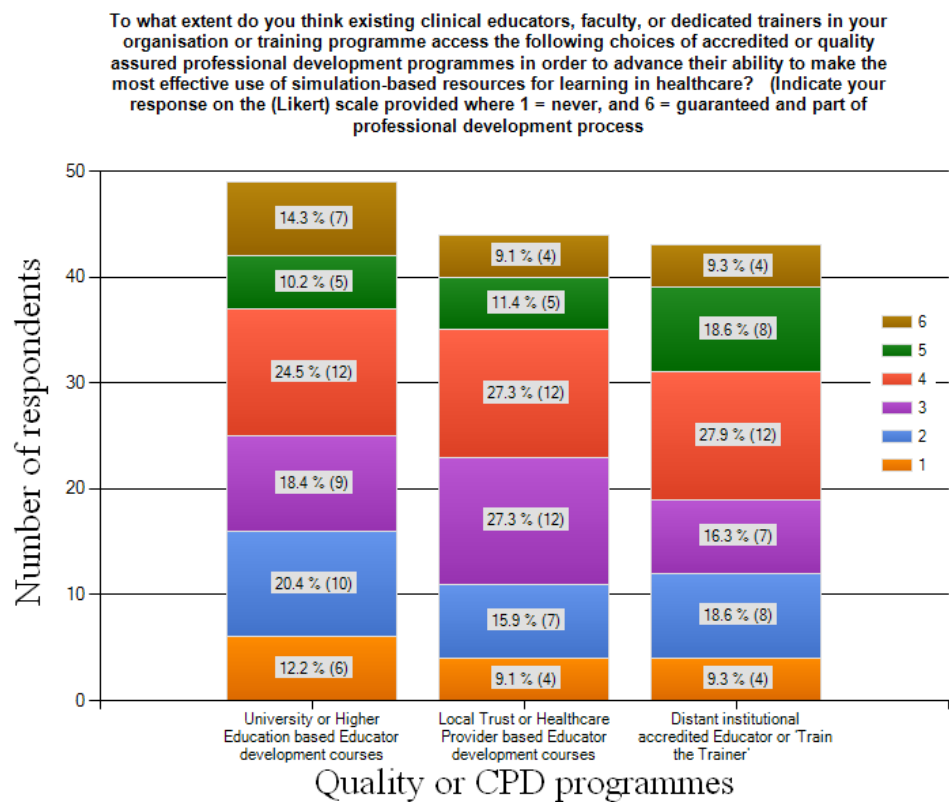 To what extent do you think existing clinical educators, faculty, or dedicated trainers in your
organisation or training programme access the following choices of accredited or quality
assured professional development programmes in order to advance their ability to make the
most effective use of simulation-based resources for learning in healthcare? (Indicate your
response on the (Likert) scale provided where 1 = never, and 6 = guaranteed and part of
professional development process
Number of respondents
50
40
30
20
10
0
14.3 % (7)
10.2 % (5)
24.5 % (12)
18.4 % (9)
20.4 % (10)
12.2 % (6)
9.1 % (4)
11.4 % (5)
27.3 % (12)
27.3 % (12)
15.9 % (7)
9.1 % (4)
9.3 % (4)
18.6 % (8)
27.9 % (12)
16.3 % (7)
18.6 % (8)
9.3 % (4)
6
5
4
3
2
1
University or Higher
Education based Educator
development courses
Local Trust or Healthcare
Provider based Educator
development courses
Distant institutional
accredited Educator or 'Train
the Trainer'
Quality or CPD programmes